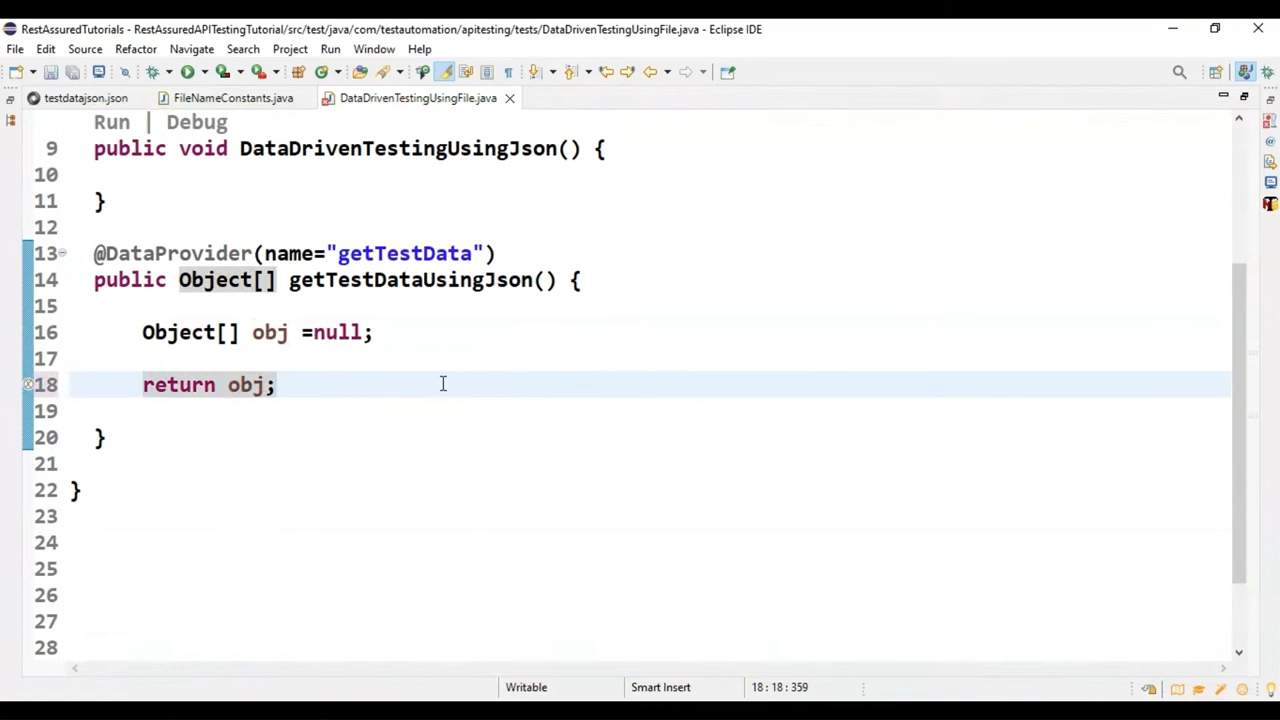 RestAssuredTutorials - RestAssuredAPITestingTutorial/src/test/java/com/testautomation/apitesting/tests/DataDrivenTestingUsingFile.java - Eclipse IDE
File Edit Source Refactor Navigate Search Project Run Window Help
testdatajson.json FileNameConstants.java DataDrivenTestingUsingFile.java
Run | Debug
9 public void DataDrivenTestingUsingJson() {
10
11 }
12
13 @DataProvider(name="getTestData")
14 public Object[] getTestDataUsingJson() {
15
16 Object[] obj =null;
17
18 return obj;
19
20 }
21
22 }
23
24
25
26
27
28
Writable Smart Insert 18 : 18 : 359